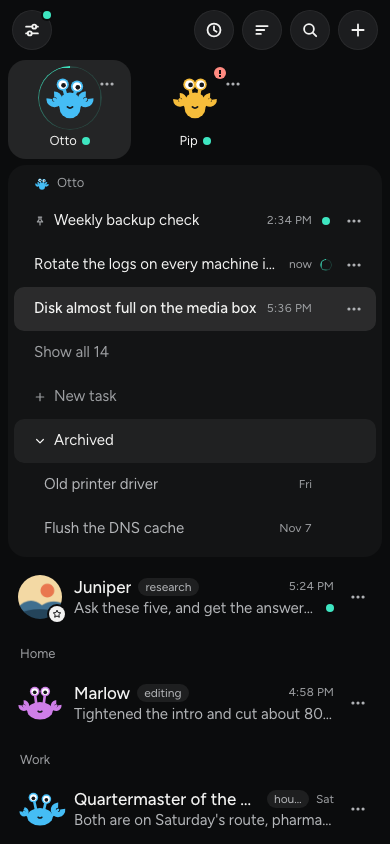 Otto
Pip
Otto
Weekly backup check 2:34 PM
Rotate the logs on every machine i... now
Disk almost full on the media box 5:36 PM
Show all 14
+ New task
Archived
Old printer driver Fri
Flush the DNS cache Nov 7
Juniper research 5:24 PM
Ask these five, and get the answer...
Home
Marlow editing 4:58 PM
Tightened the intro and cut about 80...
Work
Quartermaster of the ... hou... Sat
Both are on Saturday's route, pharma...